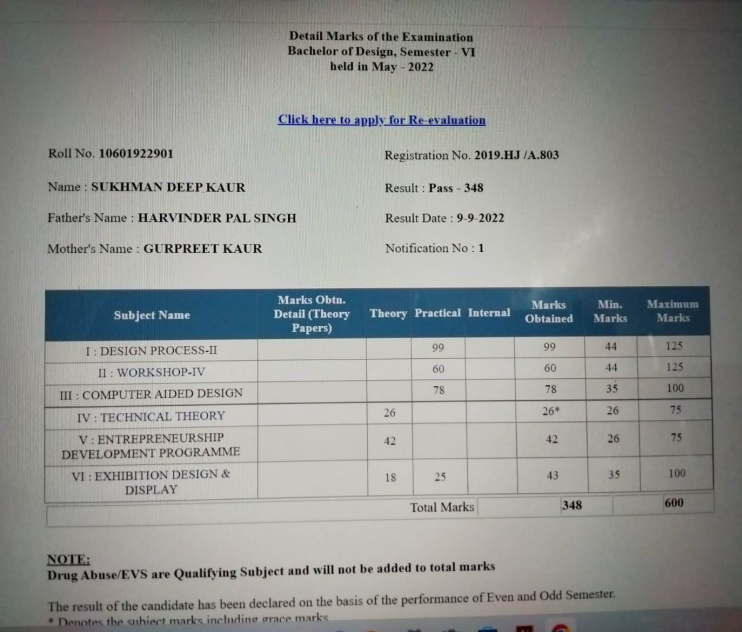 Detail Marks of the Examination
Bachelor of Design, Semester - VI
held in May - 2022
Click here to apply for Re-evaluation
Roll No. 10601922901 Registration No. 2019.HJ /A.803
Name : SUKHMAN DEEP KAUR Result : Pass - 348
Father's Name : HARVINDER PAL SINGH Result Date : 9-9-2022
Mother's Name : GURPREET KAUR Notification No : 1
Subject Name Marks Obtn. Detail (Theory Papers) Theory Practical Internal Marks Obtained Min. Marks Maximum Marks
I : DESIGN PROCESS-II 99 99 44 125
II : WORKSHOP-IV 60 60 44 125
III : COMPUTER AIDED DESIGN 78 78 35 100
IV : TECHNICAL THEORY 26 26* 26 75
V : ENTREPRENEURSHIP DEVELOPMENT PROGRAMME 42 42 26 75
VI : EXHIBITION DESIGN & DISPLAY 18 25 43 35 100
Total Marks 348 600
NOTE:
Drug Abuse/EVS are Qualifying Subject and will not be added to total marks
The result of the candidate has been declared on the basis of the performance of Even and Odd Semester.
* Denotes the subject marks including grace marks